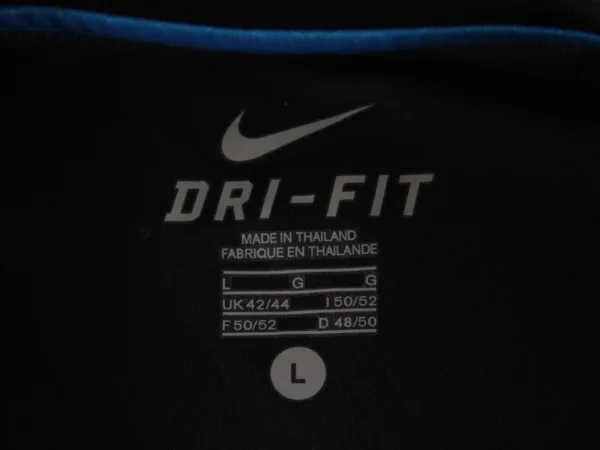 DRI-FIT
MADE IN THAILAND
FABRIQUE EN THAILANDE
L G G
UK 42/44 I 50/52
F 50/52 D 48/50
L